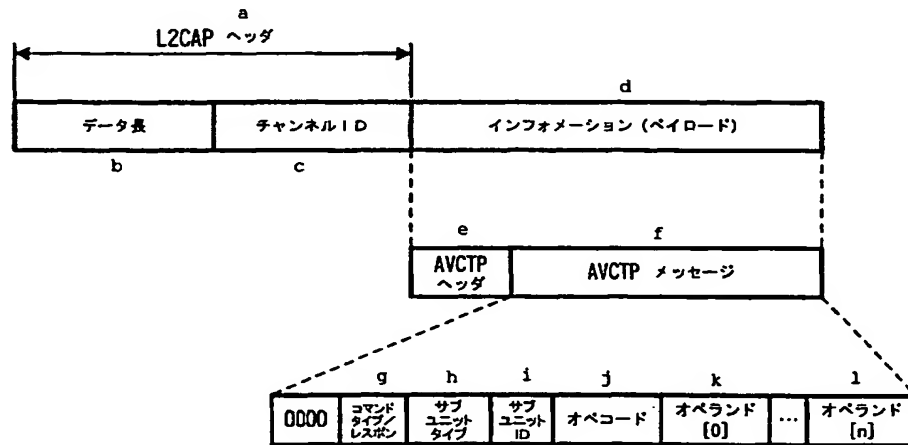 a
L2CAP ヘッダ
d
データ長
チャンネルID
インフォメーション (ペイロード)
b
c
e
f
AVCTP
ヘッダ
AVCTP メッセージ
g
h
i
j
k
l
0000
コマンド
タイプ/
レスポン
サブ
ユニット
タイプ
サブ
ユニット
ID
オペコード
オペランド
[0]
...
オペランド
[n]